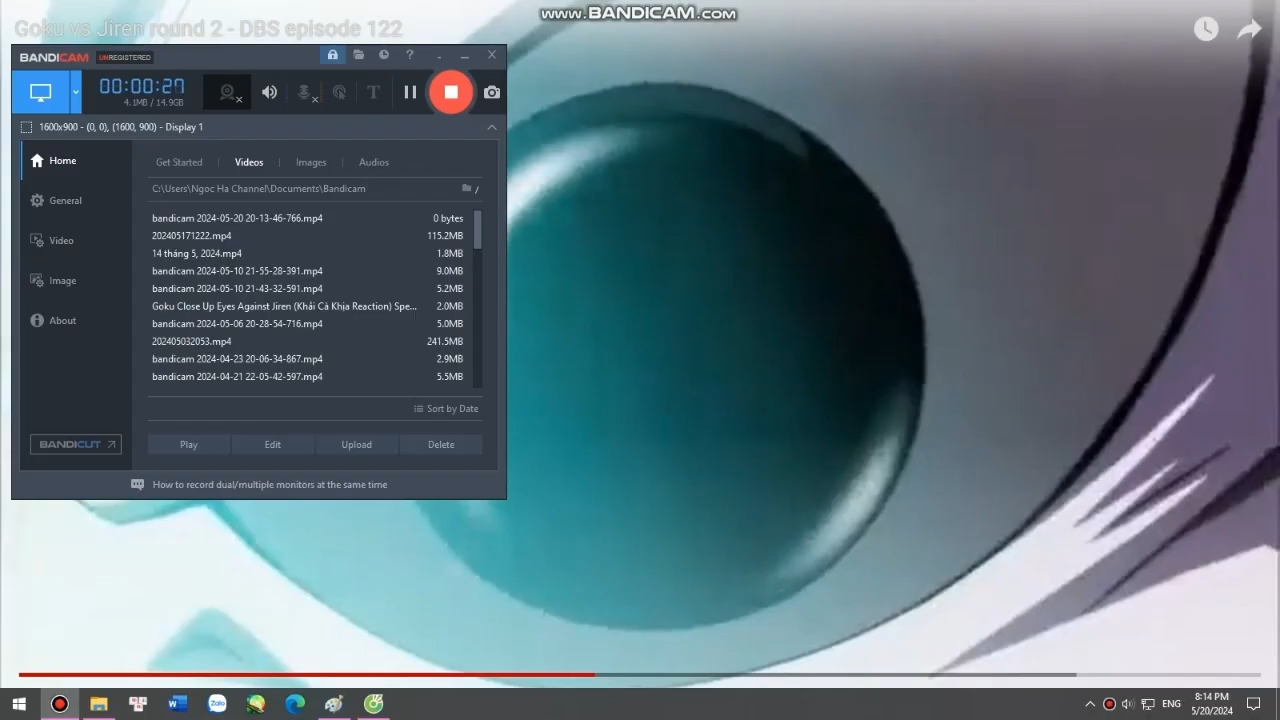 WWW.BANDICAM.COM
Goku vs Jiren round 2 - DBS episode 122
BANDICAM UNREGISTERED
?
00:00:27
4.1MB / 14.9GB
T
1600x900 - (0, 0), (1600, 900) - Display 1
Home
General
Video
Image
About
BANDICUT
Get Started
Videos
Images
Audios
C:\Users\Ngoc Ha Channel\Documents\Bandicam
/
bandicam 2024-05-20 20-13-46-766.mp4 0 bytes
202405171222.mp4 115.2MB
14 tháng 5, 2024.mp4 1.8MB
bandicam 2024-05-10 21-55-28-391.mp4 9.0MB
bandicam 2024-05-10 21-43-32-591.mp4 5.2MB
Goku Close Up Eyes Against Jiren (Khải Cà Khịa Reaction) Spe... 2.0MB
bandicam 2024-05-06 20-28-54-716.mp4 5.0MB
202405032053.mp4 241.5MB
bandicam 2024-04-23 20-06-34-867.mp4 2.9MB
bandicam 2024-04-21 22-05-42-597.mp4 5.5MB
Sort by Date
Play Edit Upload Delete
How to record dual/multiple monitors at the same time
Zalo
ENG
8:14 PM
5/20/2024